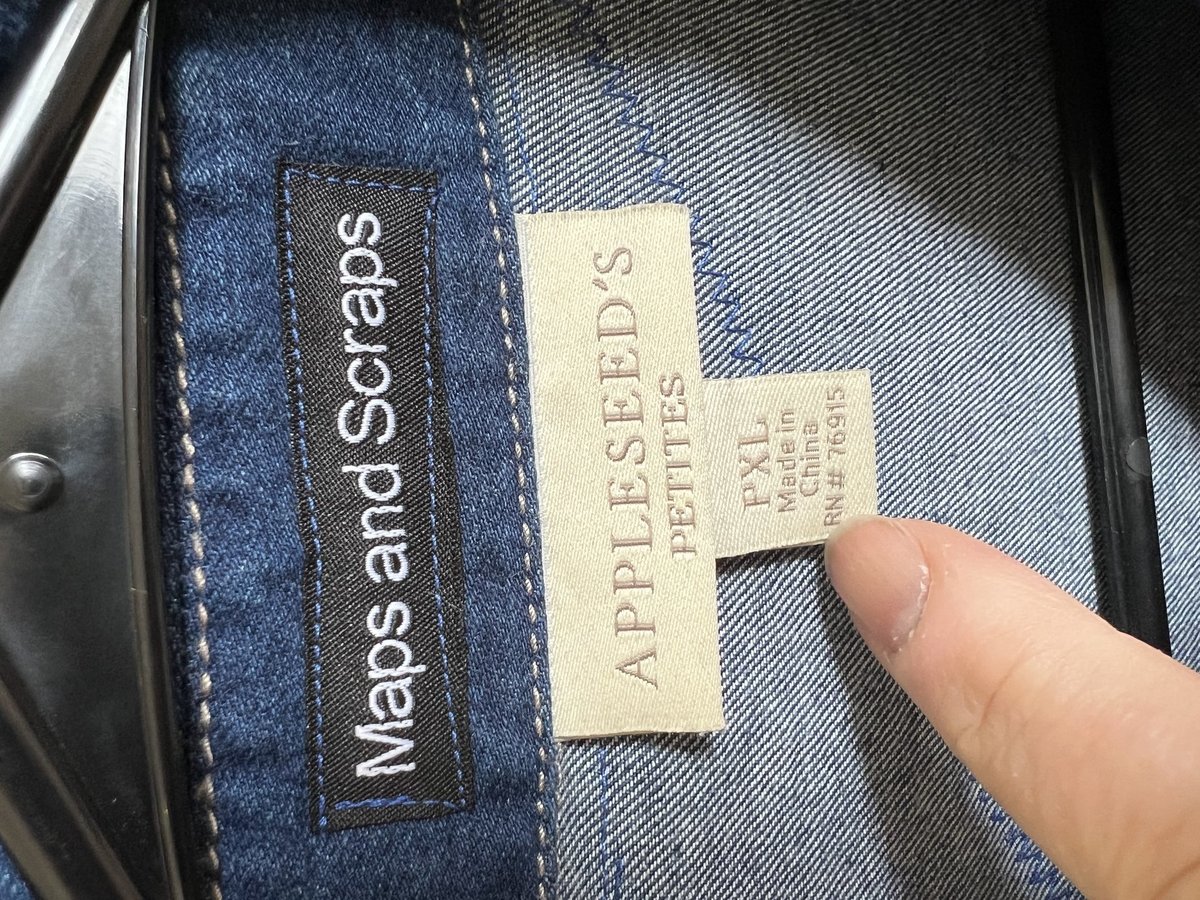 Maps and Scraps
APPLESEED'S
PETITES
PXL
Made in
China
RN# 76915